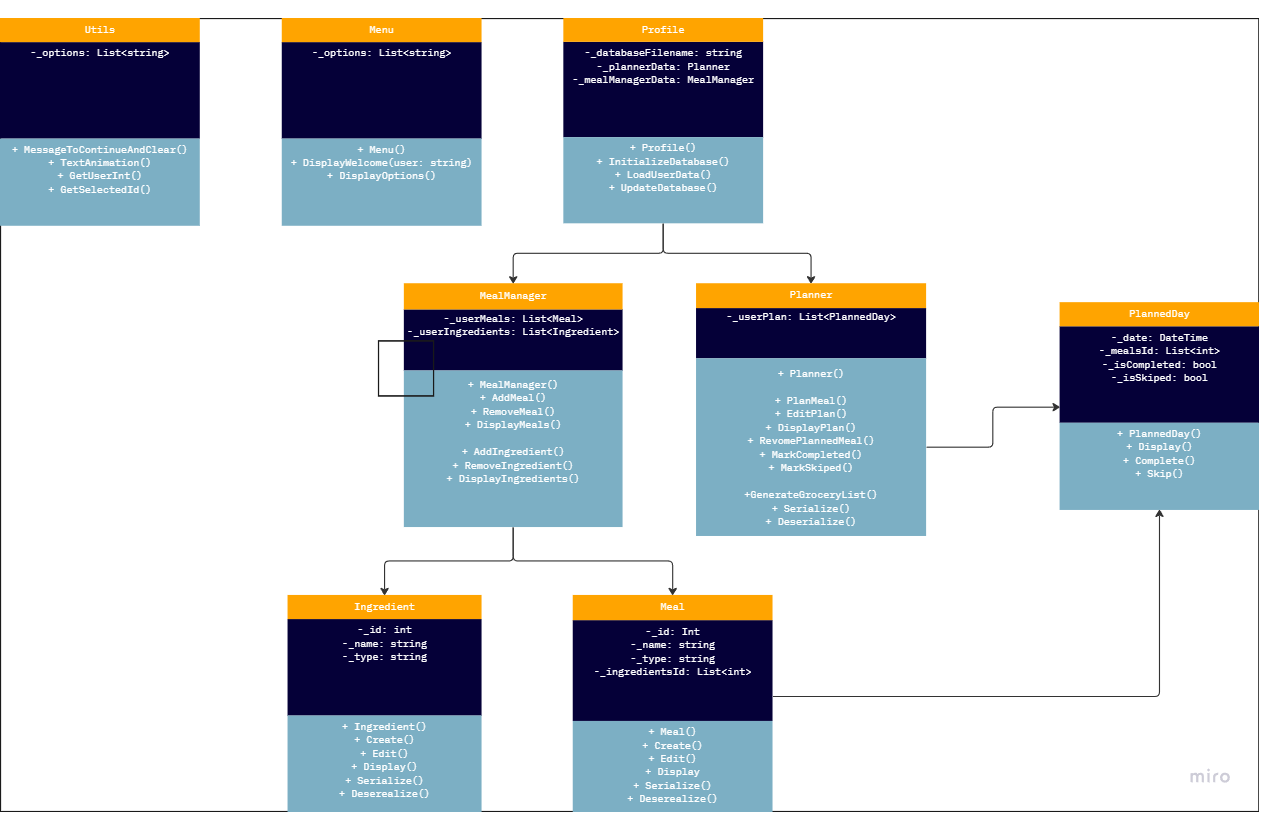 Utils
-_options: List<string>
+ MessageToContinueAndClear()
+ TextAnimation()
+ GetUserInt()
+ GetSelectedId()
Menu
-_options: List<string>
+ Menu()
+ DisplayWelcome(user: string)
+ DisplayOptions()
Profile
-_databaseFilename: string
-_plannerData: Planner
-_mealManagerData: MealManager
+ Profile()
+ InitializeDatabase()
+ LoadUserData()
+ UpdateDatabase()
MealManager
-_userMeals: List<Meal>
-_userIngredients: List<Ingredient>
+ MealManager()
+ AddMeal()
+ RemoveMeal()
+ DisplayMeals()
+ AddIngredient()
+ RemoveIngredient()
+ DisplayIngredients()
Planner
-_userPlan: List<PlannedDay>
+ Planner()
+ PlanMeal()
+ EditPlan()
+ DisplayPlan()
+ RevomePlannedMeal()
+ MarkCompleted()
+ MarkSkiped()
+GenerateGroceryList()
+ Serialize()
+ Deserialize()
PlannedDay
-_date: DateTime
-_mealsId: List<int>
-_isCompleted: bool
-_isSkiped: bool
+ PlannedDay()
+ Display()
+ Complete()
+ Skip()
Ingredient
-_id: int
-_name: string
-_type: string
+ Ingredient()
+ Create()
+ Edit()
+ Display()
+ Serialize()
+ Deserealize()
Meal
-_id: Int
-_name: string
-_type: string
-_ingredientsId: List<int>
+ Meal()
+ Create()
+ Edit()
+ Display
+ Serialize()
+ Deserealize()
miro